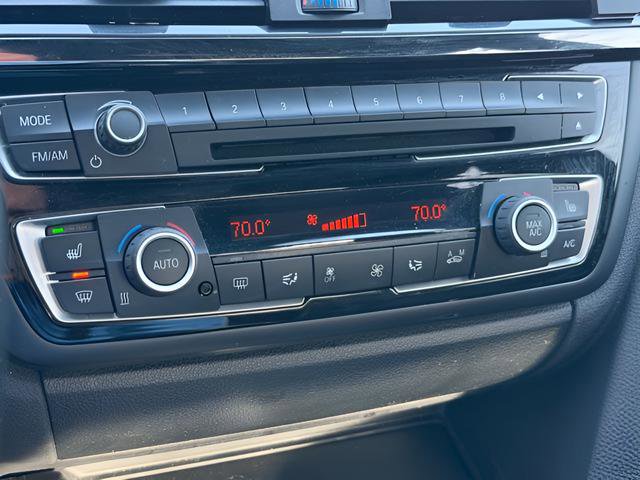 MODE 1 2 3 4 5 6 7 8
FM/AM
70.0° 70.0°
AUTO MAX A/C
OFF A M A/C